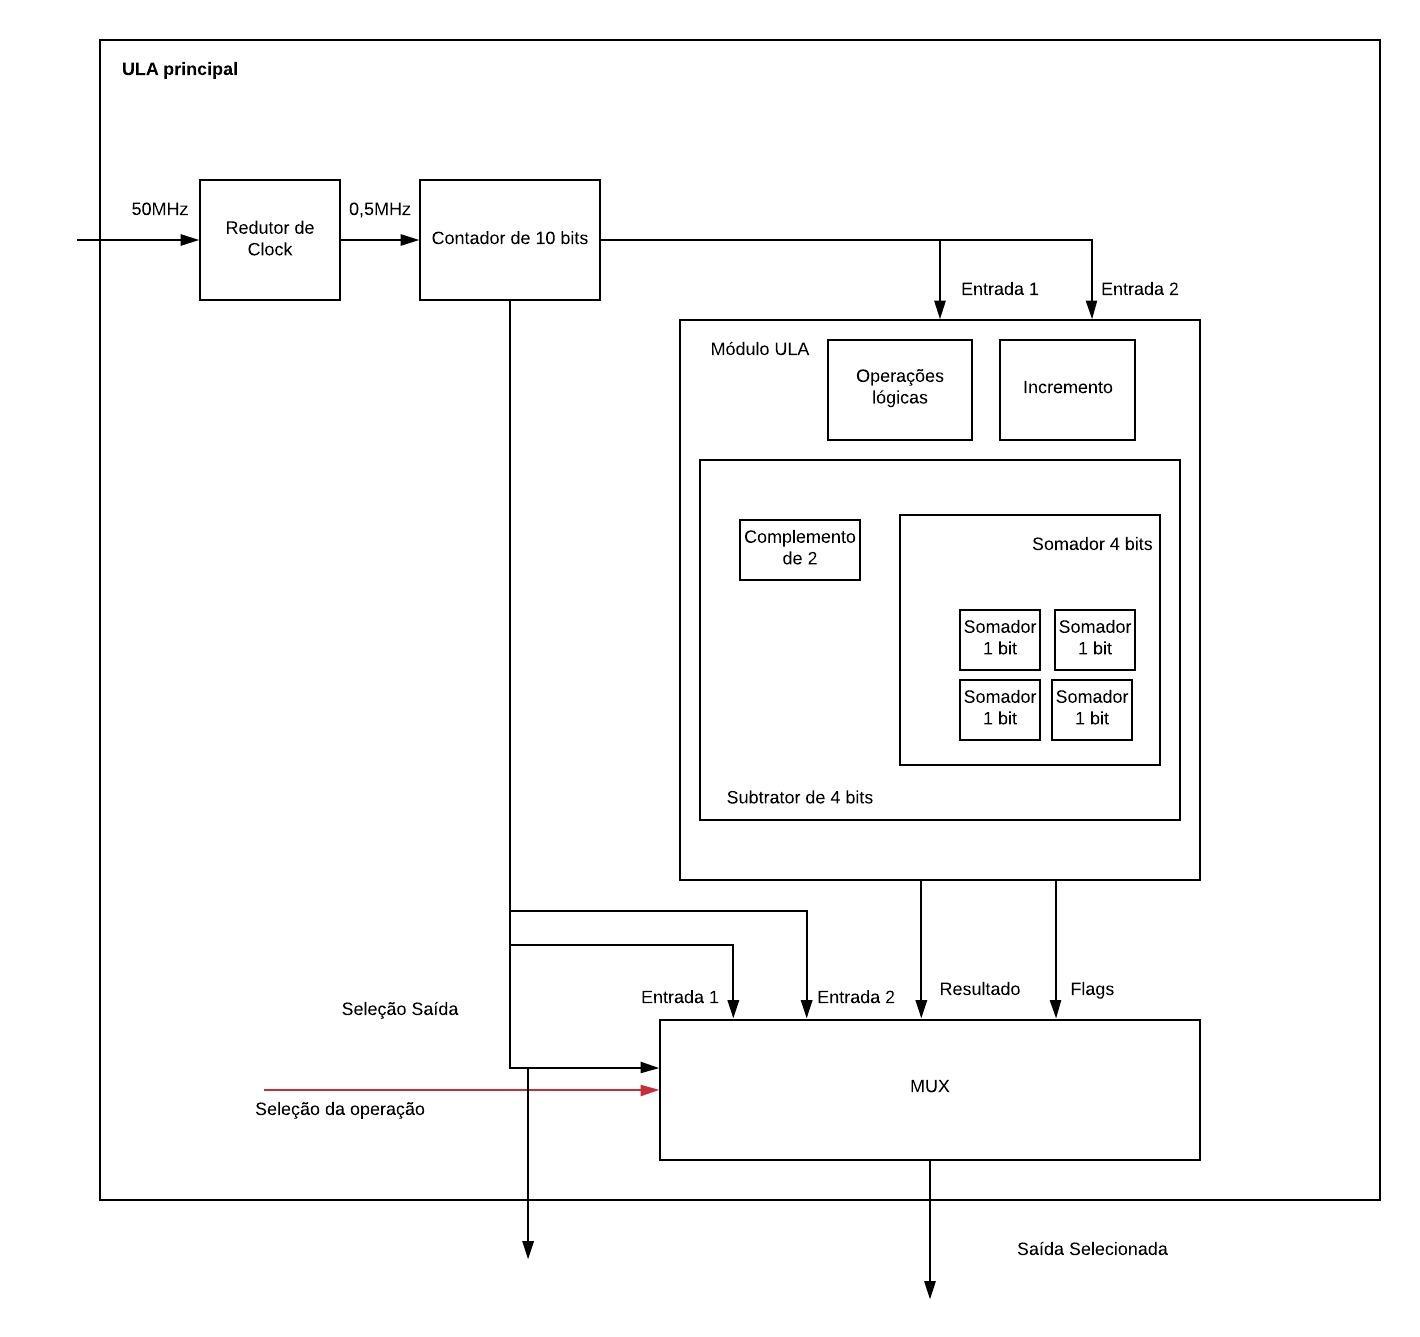 ULA principal
50MHz
Redutor de
Clock
0,5MHz
Contador de 10 bits
Entrada 1
Entrada 2
Módulo ULA
Operações
lógicas
Incremento
Complemento
de 2
Somador 4 bits
Somador
1 bit
Somador
1 bit
Somador
1 bit
Somador
1 bit
Subtrator de 4 bits
Entrada 1
Entrada 2
Resultado
Flags
Seleção Saída
MUX
Seleção da operação
Saída Selecionada